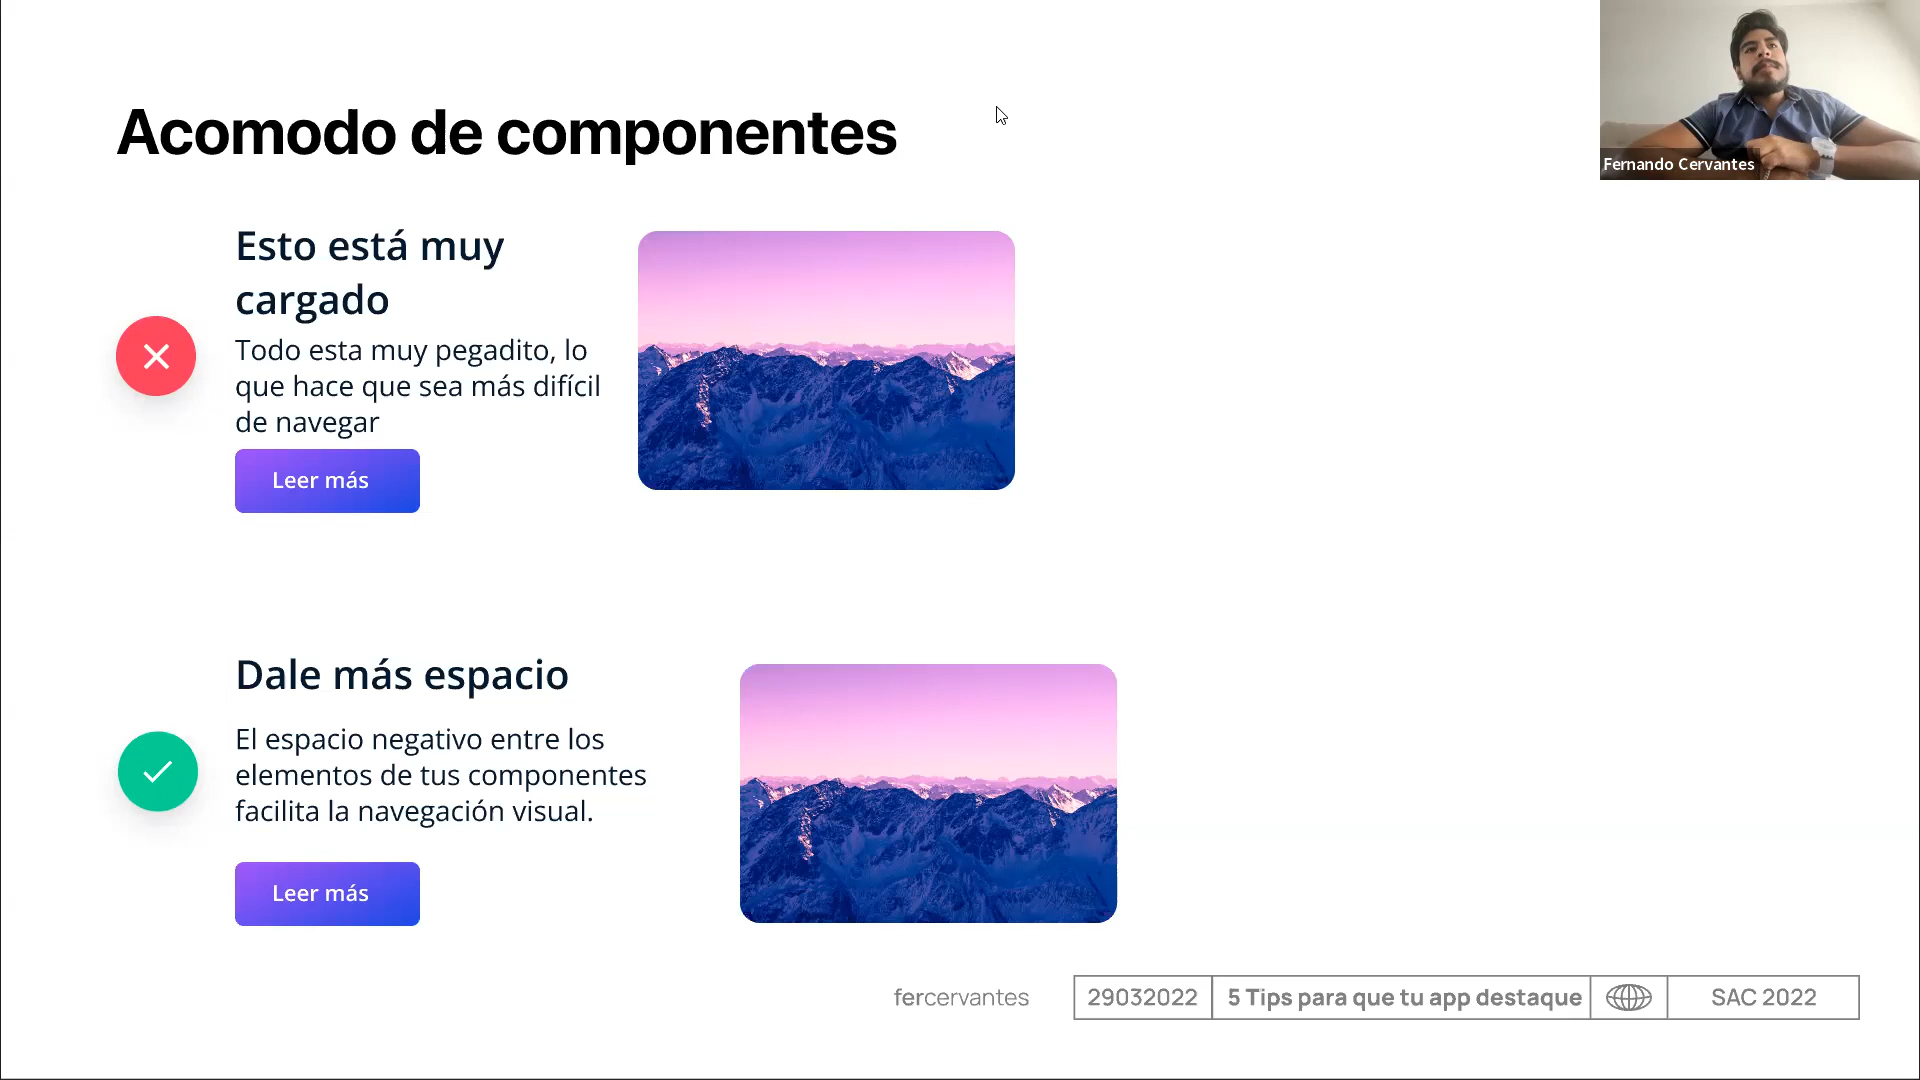 Acomodo de componentes
Fernando Cervantes
Esto está muy
cargado
Todo esta muy pegadito, lo
que hace que sea más difícil
de navegar
Leer más
Dale más espacio
El espacio negativo entre los
elementos de tus componentes
facilita la navegación visual.
Leer más
fercervantes
29032022
5 Tips para que tu app destaque
SAC 2022